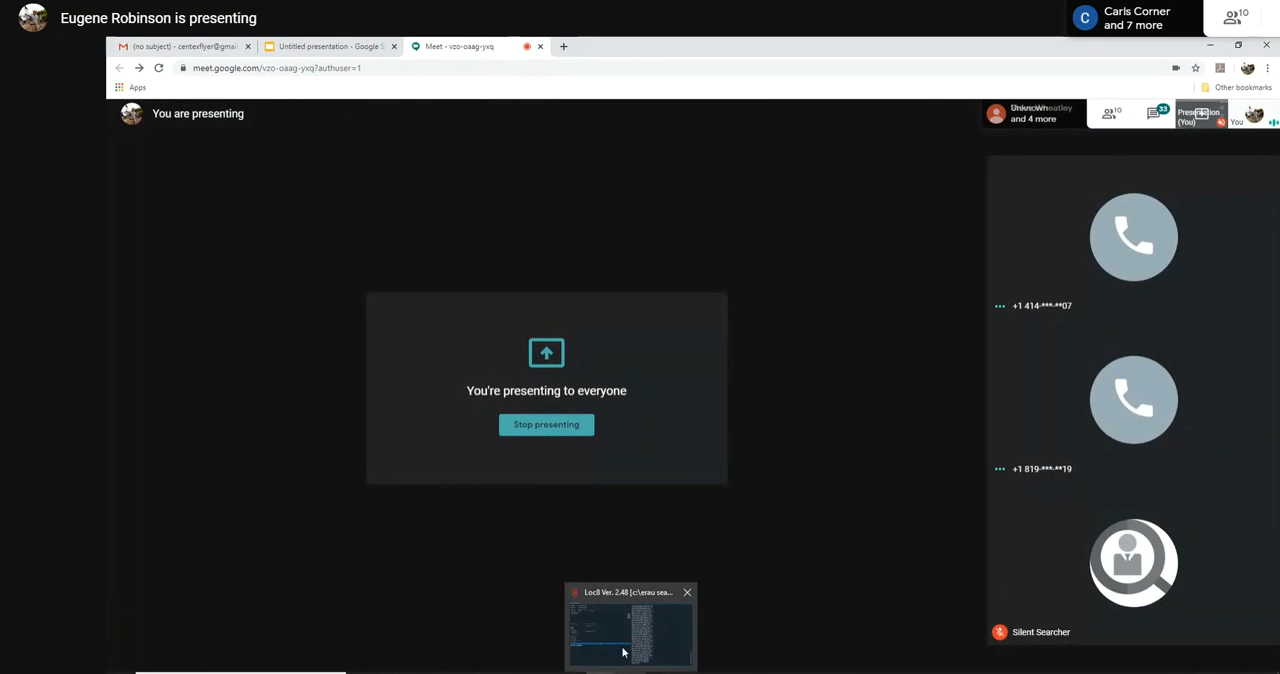 Eugene Robinson is presenting
C
Carls Corner
and 7 more
10
(no subject) - centexflyer@gmai
Untitled presentation - Google S
Meet - vzo-oaag-yxq
meet.google.com/vzo-oaag-yxq?authuser=1
Apps
Other bookmarks
You are presenting
and 4 more
10
33
Presentation
(You)
You
You're presenting to everyone
Stop presenting
+1 414-***-**07
+1 819-***-**19
Silent Searcher
Loc8 Ver. 2.48 [c:\erau sea...